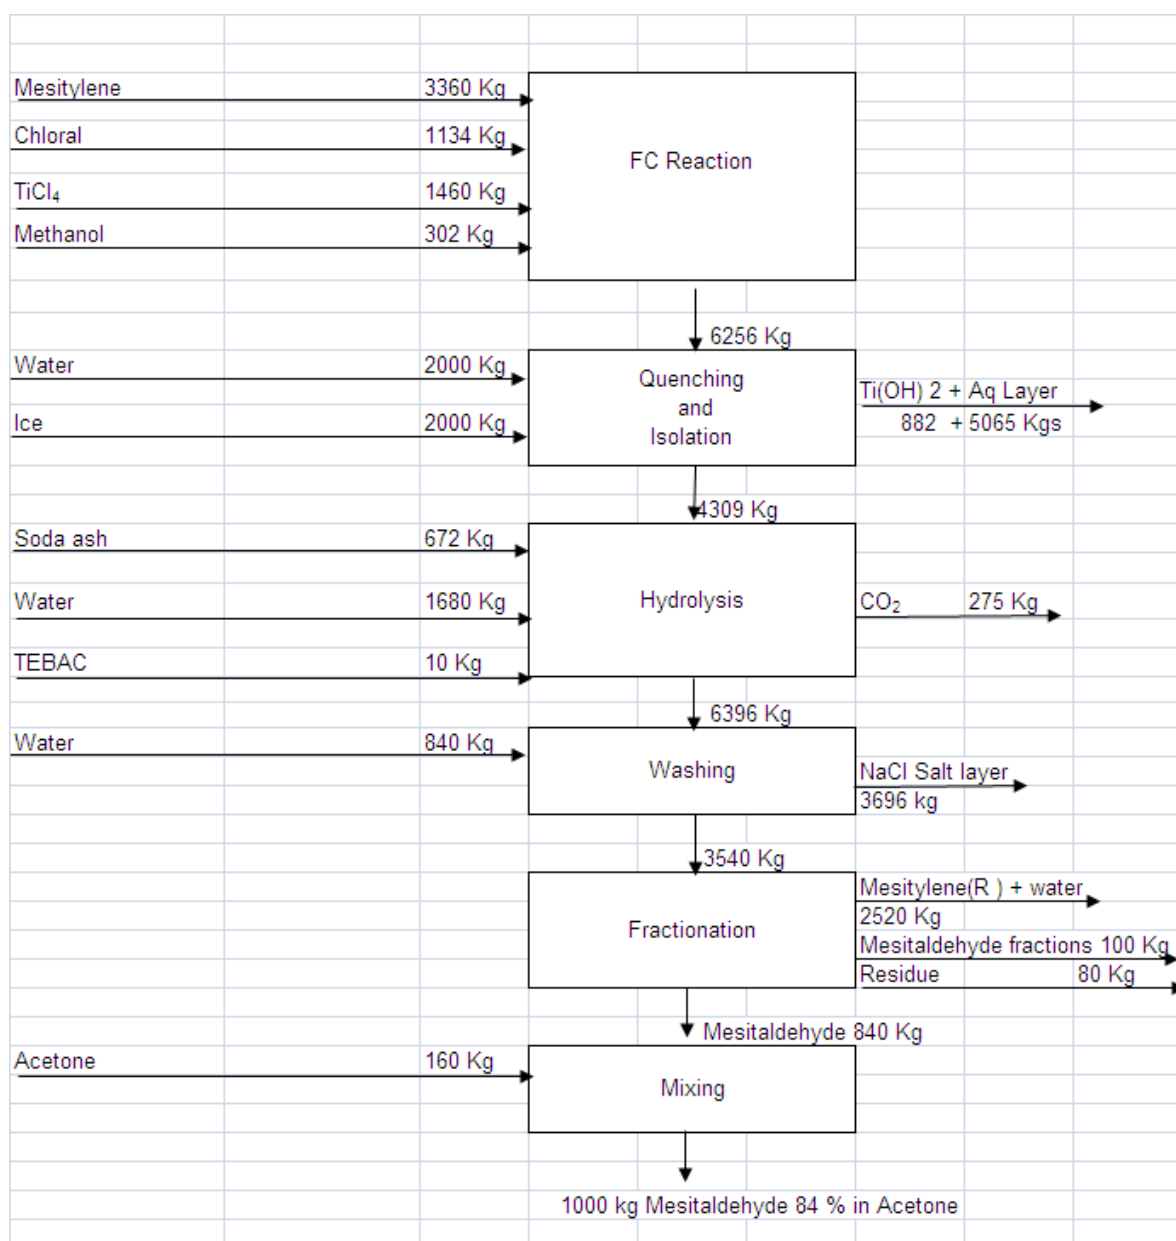 Mesitylene 3360 Kg
Chloral 1134 Kg
FC Reaction
TiCl₄ 1460 Kg
Methanol 302 Kg
6256 Kg
Water 2000 Kg
Quenching
and
Isolation
Ti(OH) 2 + Aq Layer
882 + 5065 Kgs
Ice 2000 Kg
4309 Kg
Soda ash 672 Kg
Water 1680 Kg
Hydrolysis
CO₂ 275 Kg
TEBAC 10 Kg
6396 Kg
Water 840 Kg
Washing
NaCl Salt layer
3696 kg
3540 Kg
Fractionation
Mesitylene(R ) + water
2520 Kg
Mesitaldehyde fractions 100 Kg
Residue 80 Kg
Mesitaldehyde 840 Kg
Acetone 160 Kg
Mixing
1000 kg Mesitaldehyde 84 % in Acetone